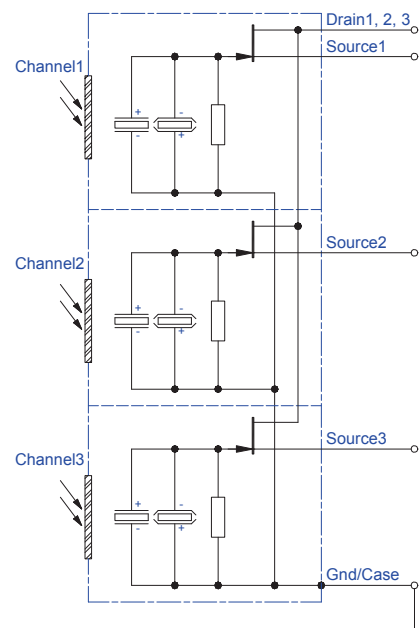 Drain1, 2, 3
Source1
Channel1
+ -
- +
Source2
Channel2
+ -
- +
Source3
Channel3
+ -
- +
Gnd/Case